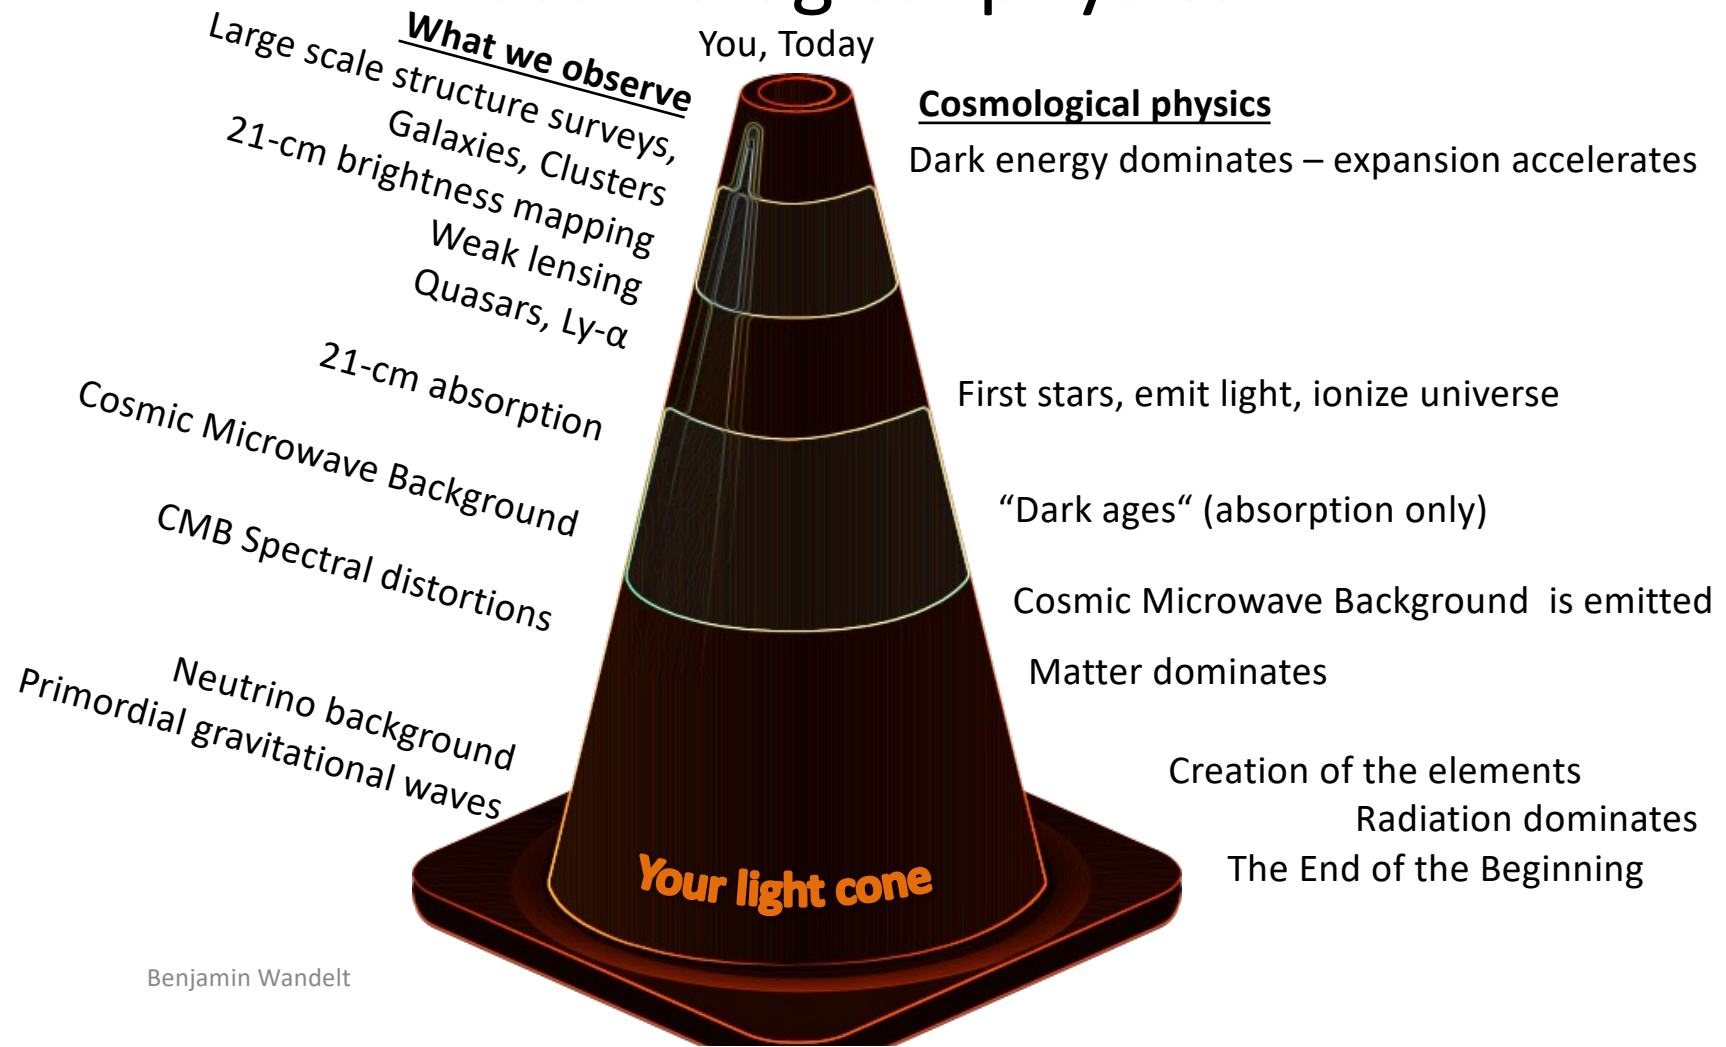 You, Today
What we observe
Large scale structure surveys,
Galaxies, Clusters
21-cm brightness mapping
Weak lensing
Quasars, Ly-α
21-cm absorption
Cosmic Microwave Background
CMB Spectral distortions
Neutrino background
Primordial gravitational waves
Cosmological physics
Dark energy dominates – expansion accelerates
First stars, emit light, ionize universe
“Dark ages“ (absorption only)
Cosmic Microwave Background  is emitted
Matter dominates
Creation of the elements
Radiation dominates
The End of the Beginning
Your light cone
Benjamin Wandelt